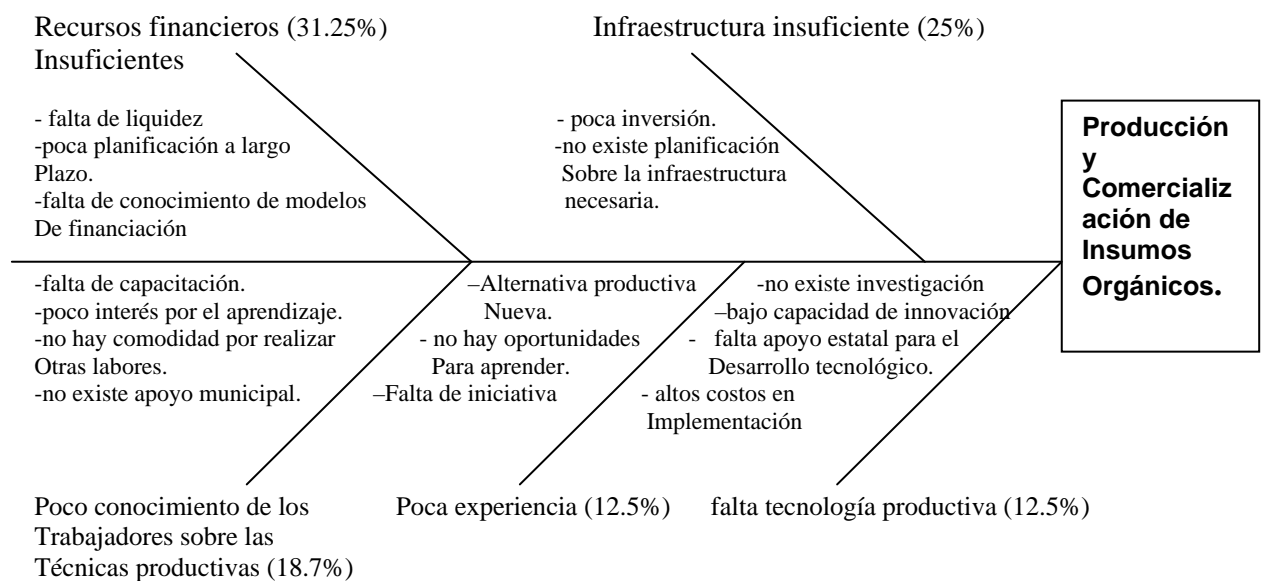 Recursos financieros (31.25%)
Insuficientes
- falta de liquidez
-poca planificación a largo
Plazo.
-falta de conocimiento de modelos
De financiación
Infraestructura insuficiente (25%)
- poca inversión.
-no existe planificación
Sobre la infraestructura
necesaria.
Producción
y
Comercializ
ación de
Insumos
Orgánicos.
-falta de capacitación.
-poco interés por el aprendizaje.
-no hay comodidad por realizar
Otras labores.
-no existe apoyo municipal.
–Alternativa productiva
Nueva.
- no hay oportunidades
Para aprender.
–Falta de iniciativa
-no existe investigación
–bajo capacidad de innovación
- falta apoyo estatal para el
Desarrollo tecnológico.
- altos costos en
Implementación
Poco conocimiento de los
Trabajadores sobre las
Técnicas productivas (18.7%)
Poca experiencia (12.5%)
falta tecnología productiva (12.5%)